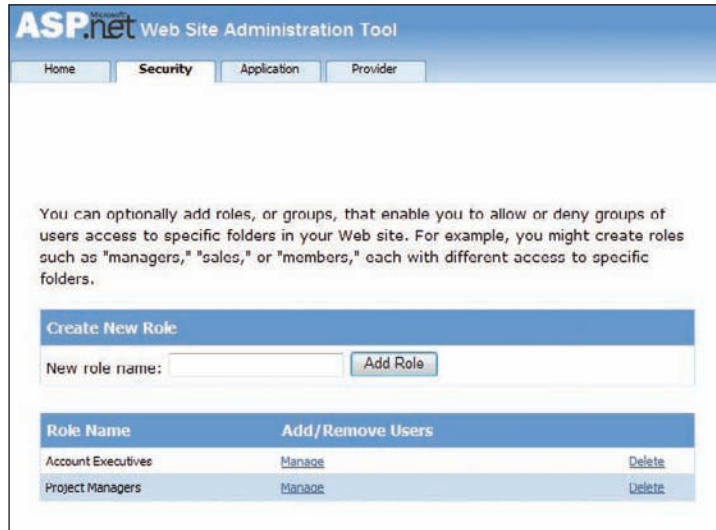 Microsoft
ASP.net Web Site Administration Tool
Home Security Application Provider
You can optionally add roles, or groups, that enable you to allow or deny groups of
users access to specific folders in your Web site. For example, you might create roles
such as "managers," "sales," or "members," each with different access to specific
folders.
Create New Role
New role name: Add Role
Role Name Add/Remove Users
Account Executives Manage Delete
Project Managers Manage Delete